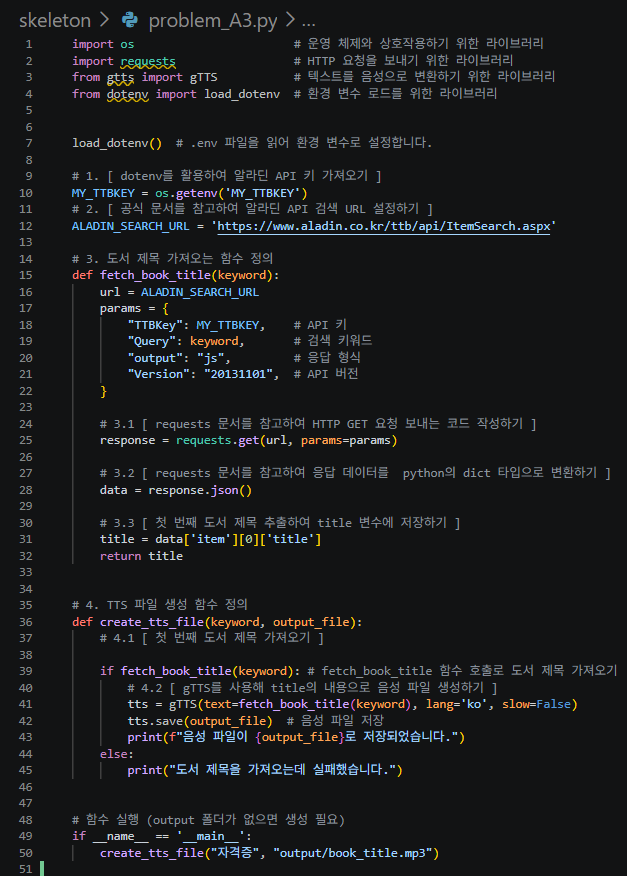 skeleton > problem_A3.py > ...
1 import os # 운영 체제와 상호작용하기 위한 라이브러리
2 import requests # HTTP 요청을 보내기 위한 라이브러리
3 from gtts import gTTS # 텍스트를 음성으로 변환하기 위한 라이브러리
4 from dotenv import load_dotenv # 환경 변수 로드를 위한 라이브러리
5
6
7 load_dotenv() # .env 파일을 읽어 환경 변수로 설정합니다.
8
9 # 1. [ dotenv를 활용하여 알라딘 API 키 가져오기 ]
10 MY_TTBKEY = os.getenv('MY_TTBKEY')
11 # 2. [ 공식 문서를 참고하여 알라딘 API 검색 URL 설정하기 ]
12 ALADIN_SEARCH_URL = 'https://www.aladin.co.kr/ttb/api/ItemSearch.aspx'
13
14 # 3. 도서 제목 가져오는 함수 정의
15 def fetch_book_title(keyword):
16     url = ALADIN_SEARCH_URL
17     params = {
18         "TTBKey": MY_TTBKEY,    # API 키
19         "Query": keyword,       # 검색 키워드
20         "output": "js",         # 응답 형식
21         "Version": "20131101",  # API 버전
22     }
23
24     # 3.1 [ requests 문서를 참고하여 HTTP GET 요청 보내는 코드 작성하기 ]
25     response = requests.get(url, params=params)
26
27     # 3.2 [ requests 문서를 참고하여 응답 데이터를  python의 dict 타입으로 변환하기 ]
28     data = response.json()
29
30     # 3.3 [ 첫 번째 도서 제목 추출하여 title 변수에 저장하기 ]
31     title = data['item'][0]['title']
32     return title
33
34
35 # 4. TTS 파일 생성 함수 정의
36 def create_tts_file(keyword, output_file):
37     # 4.1 [ 첫 번째 도서 제목 가져오기 ]
38
39     if fetch_book_title(keyword): # fetch_book_title 함수 호출로 도서 제목 가져오기
40         # 4.2 [ gTTS를 사용해 title의 내용으로 음성 파일 생성하기 ]
41         tts = gTTS(text=fetch_book_title(keyword), lang='ko', slow=False)
42         tts.save(output_file)  # 음성 파일 저장
43         print(f"음성 파일이 {output_file}로 저장되었습니다.")
44     else:
45         print("도서 제목을 가져오는데 실패했습니다.")
46
47
48 # 함수 실행 (output 폴더가 없으면 생성 필요)
49 if __name__ == '__main__':
50     create_tts_file("자격증", "output/book_title.mp3")
51